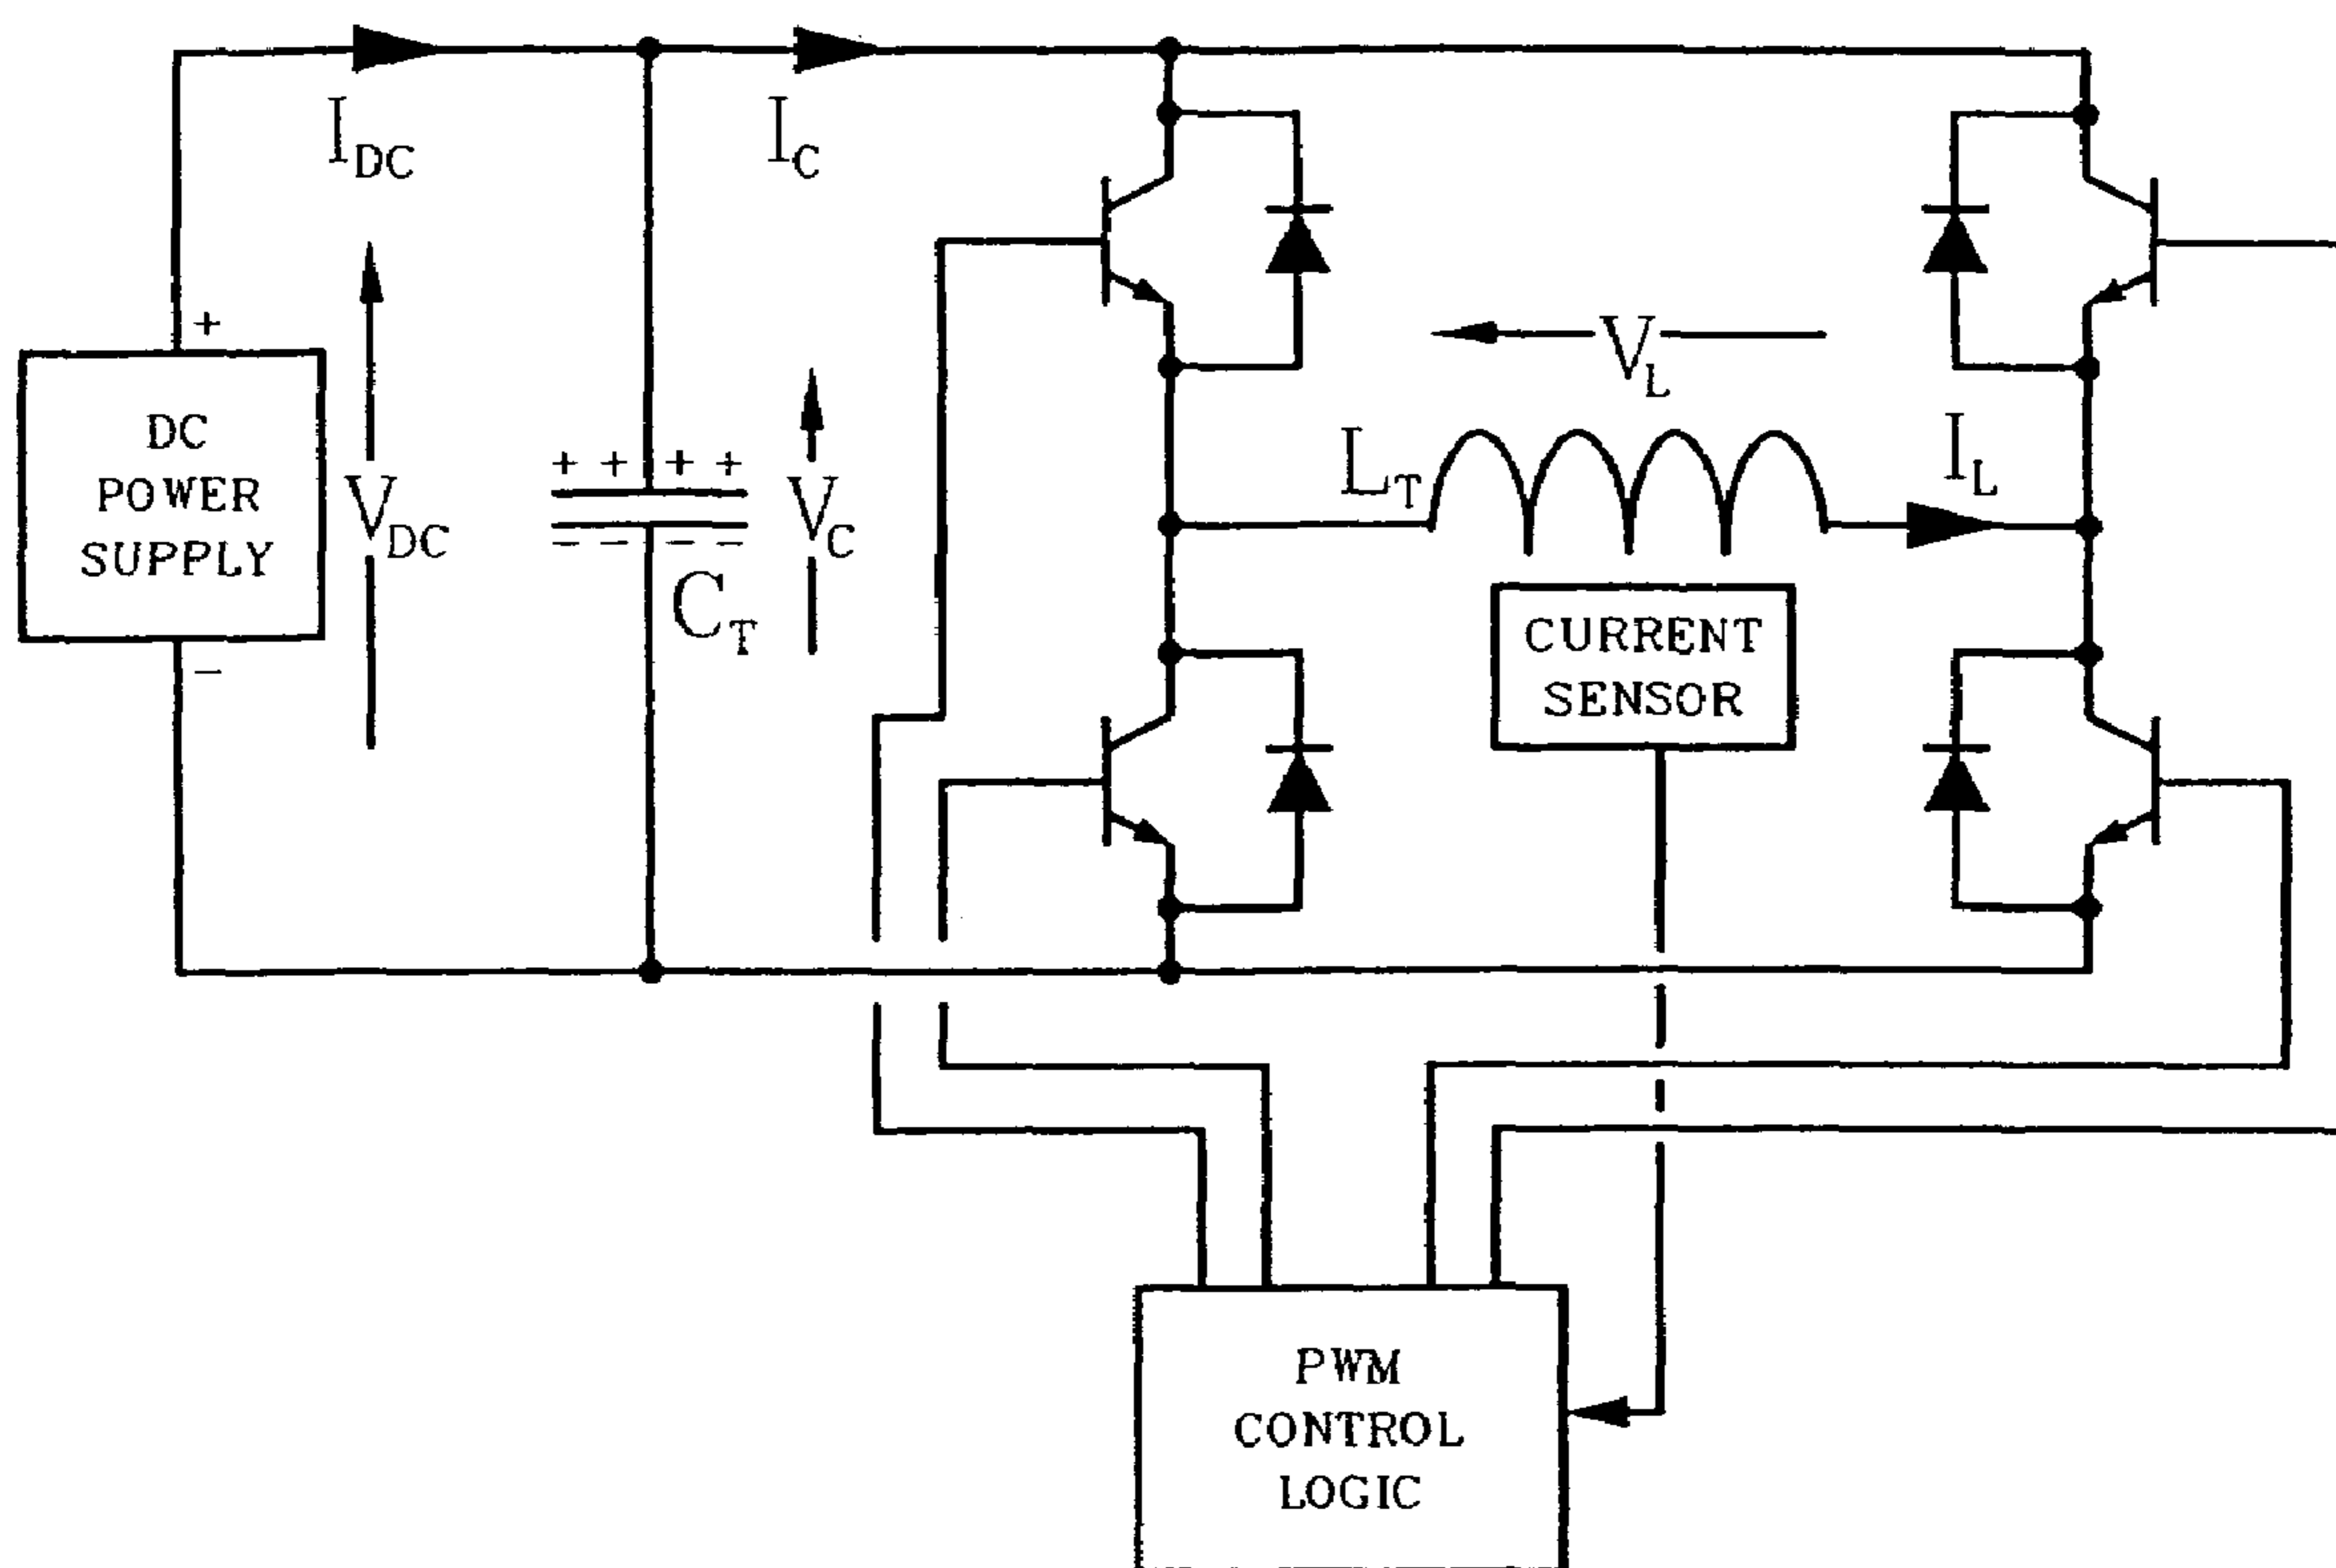 I_DC
I_C
+
DC
POWER
SUPPLY
−
V_DC
+ + + +
− − − −
C_T
V_C
V_L
L_T
I_L
CURRENT
SENSOR
PWM
CONTROL
LOGIC